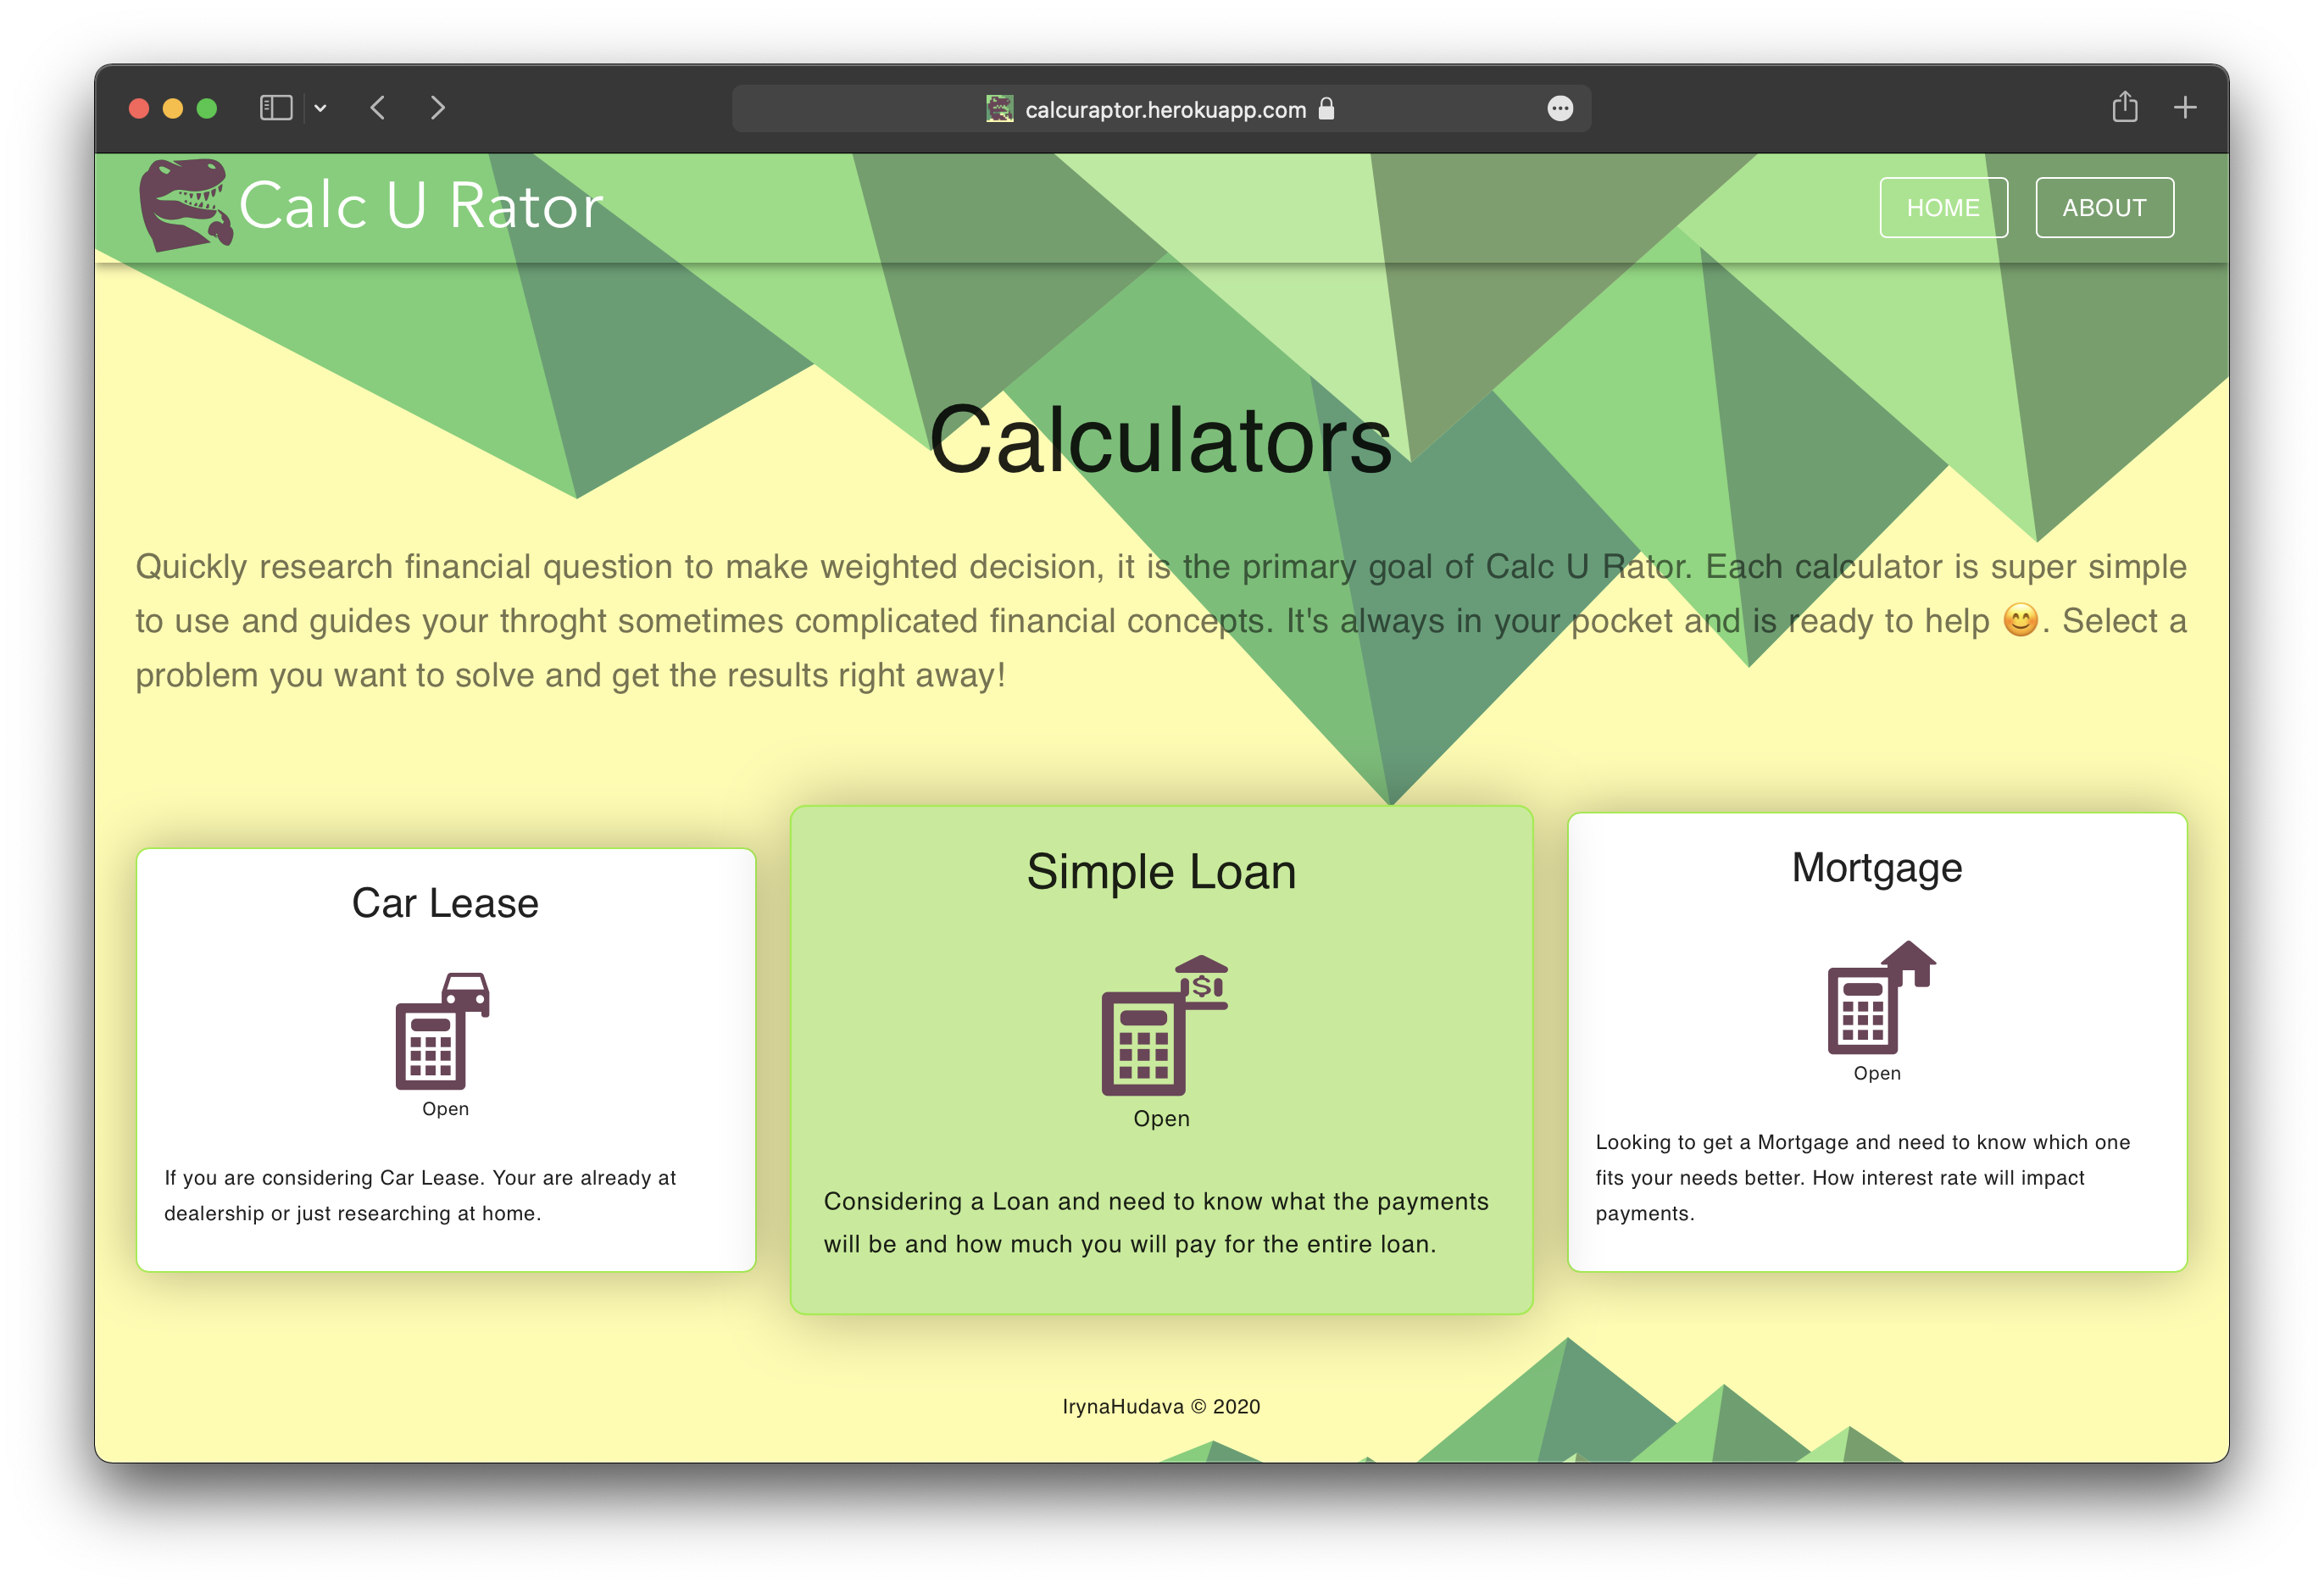 calcuraptor.herokuapp.com
Calc U Rator
HOME
ABOUT
Calculators
Quickly research financial question to make weighted decision, it is the primary goal of Calc U Rator. Each calculator is super simple
to use and guides your throght sometimes complicated financial concepts. It's always in your pocket and is ready to help 😊. Select a
problem you want to solve and get the results right away!
Car Lease
Open
If you are considering Car Lease. Your are already at
dealership or just researching at home.
Simple Loan
$
Open
Considering a Loan and need to know what the payments
will be and how much you will pay for the entire loan.
Mortgage
Open
Looking to get a Mortgage and need to know which one
fits your needs better. How interest rate will impact
payments.
IrynaHudava © 2020